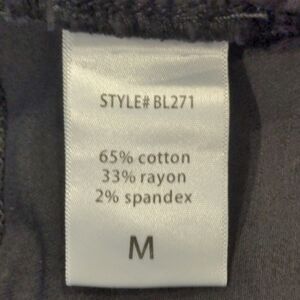 STYLE# BL271
65% cotton
33% rayon
2% spandex
M